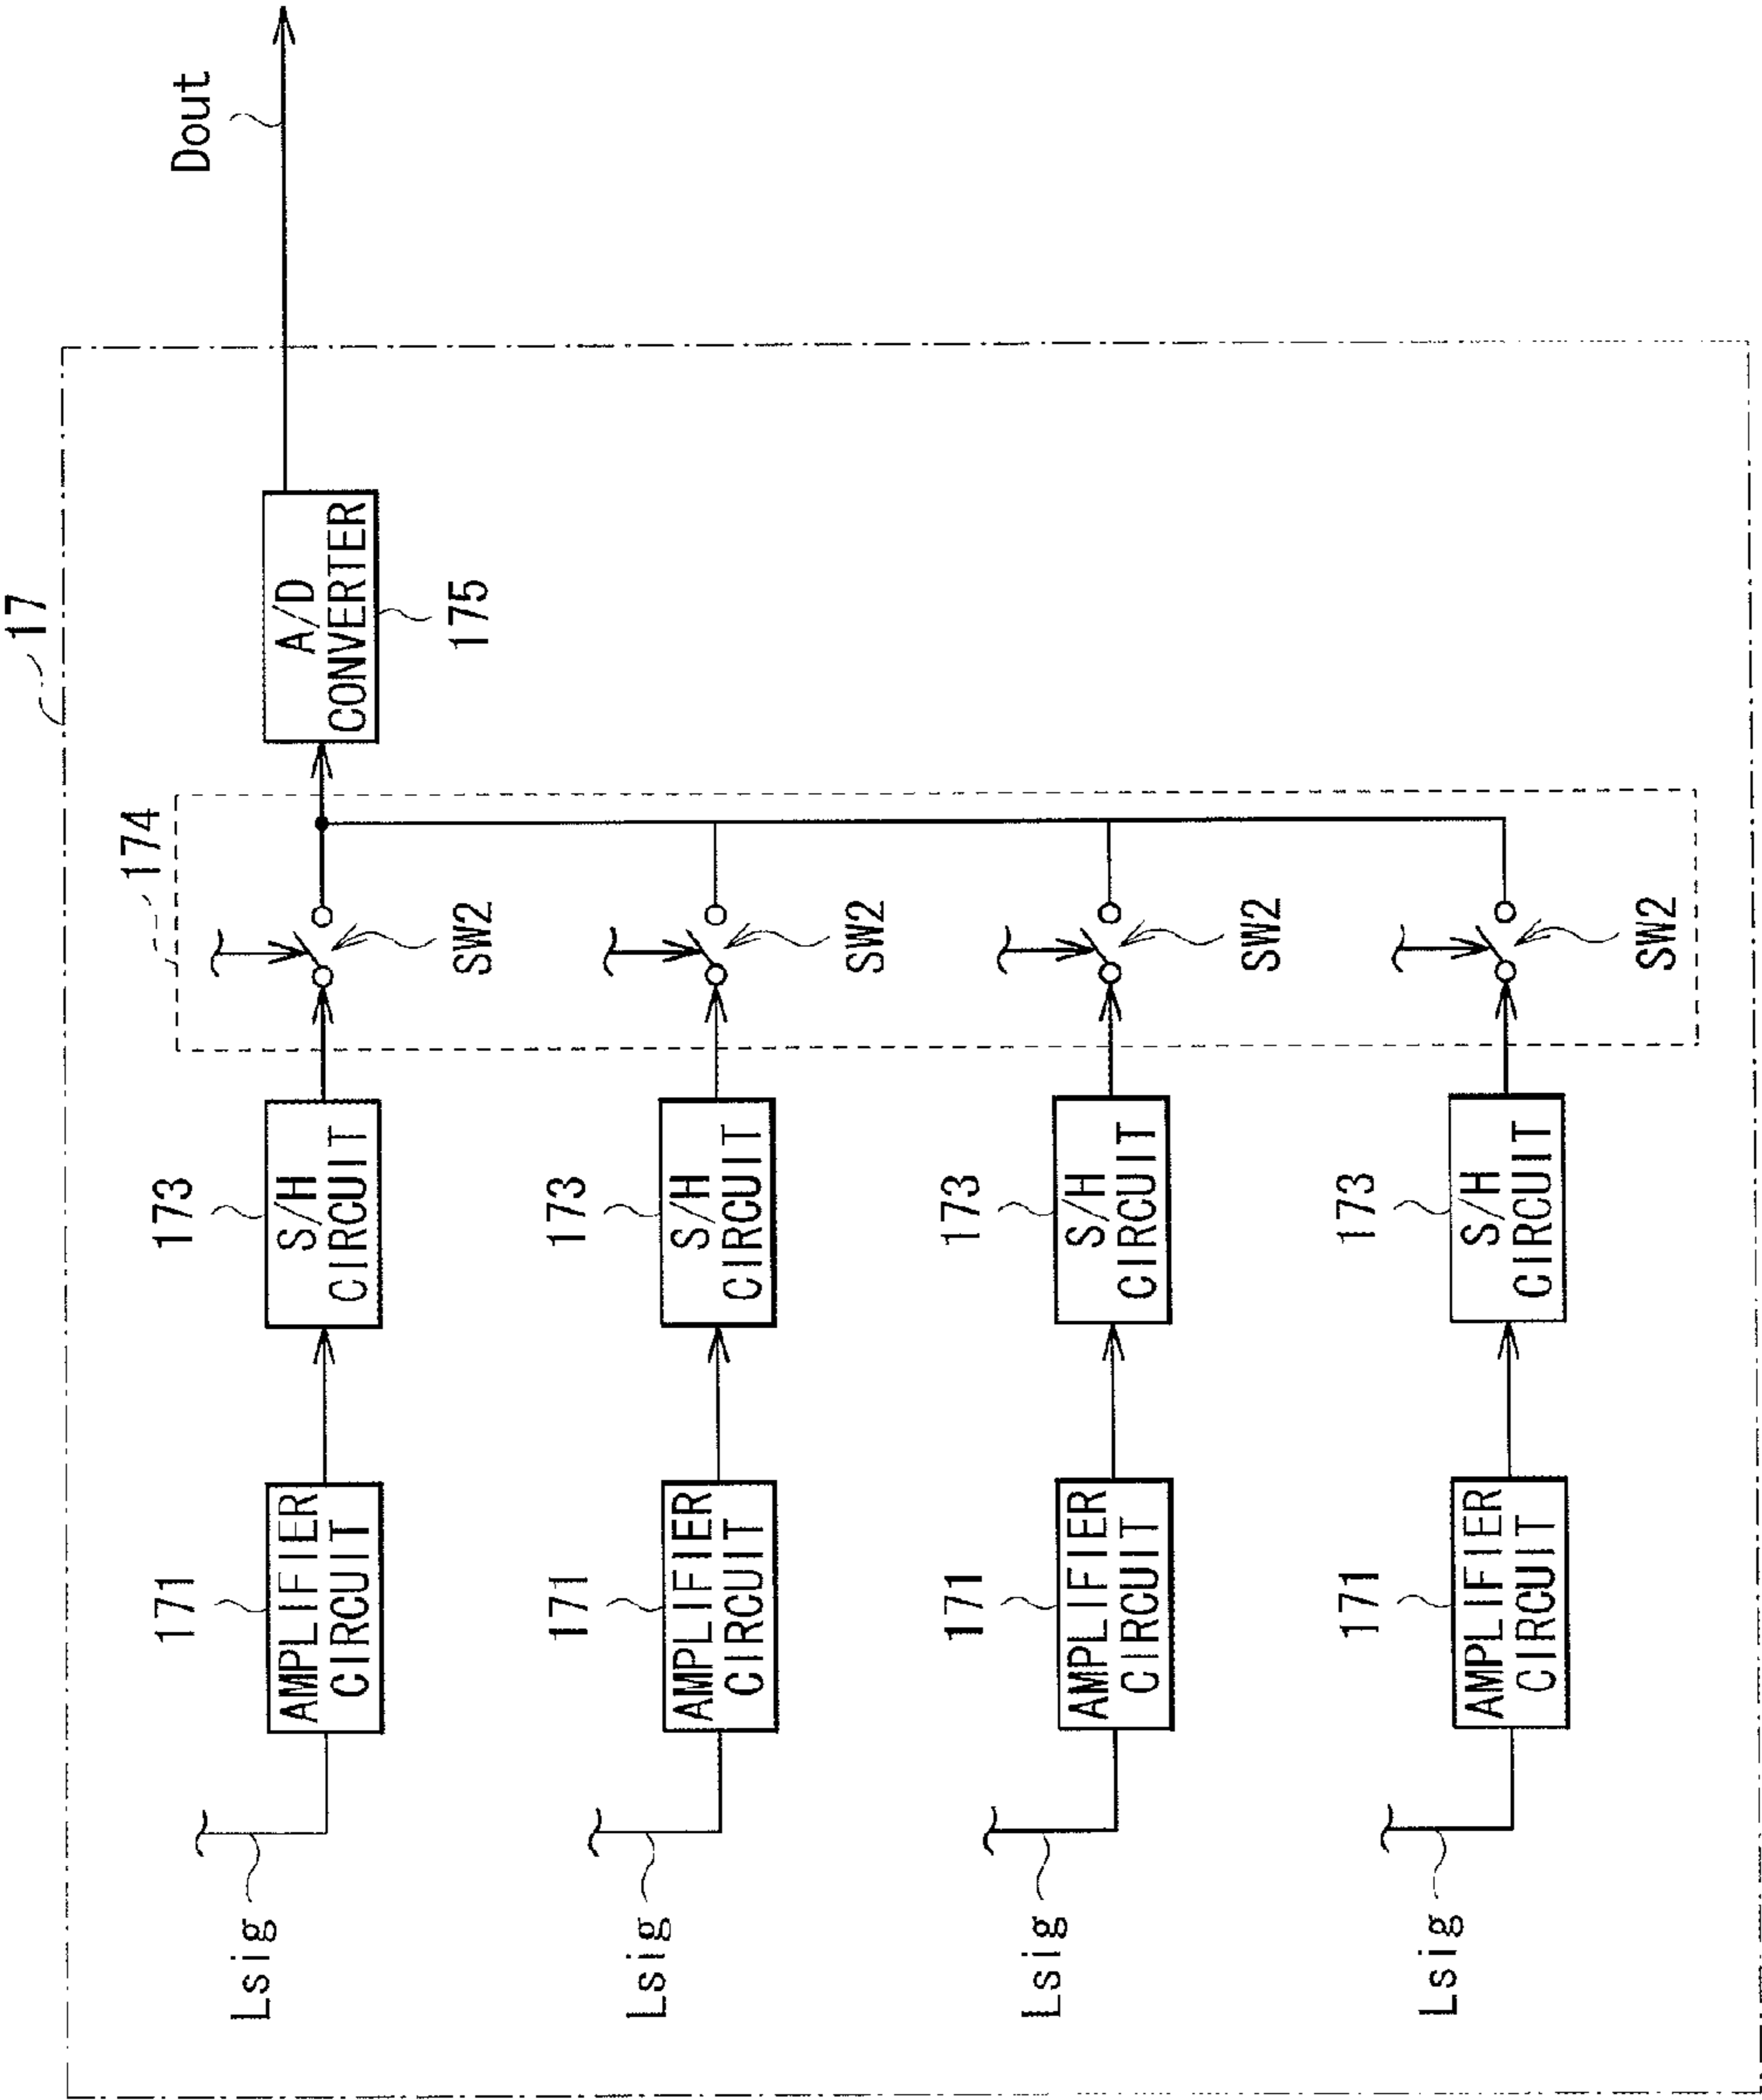 17
174
Dout
Lsig
171
AMPLIFIER
CIRCUIT
173
S/H
CIRCUIT
SW2
A/D
CONVERTER
175
Lsig
171
AMPLIFIER
CIRCUIT
173
S/H
CIRCUIT
SW2
Lsig
171
AMPLIFIER
CIRCUIT
173
S/H
CIRCUIT
SW2
Lsig
171
AMPLIFIER
CIRCUIT
173
S/H
CIRCUIT
SW2